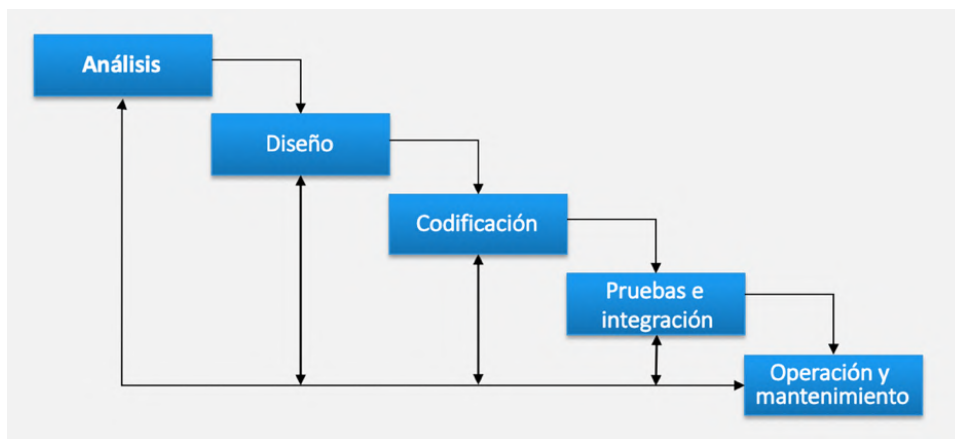 Análisis
Diseño
Codificación
Pruebas e
integración
Operación y
mantenimiento